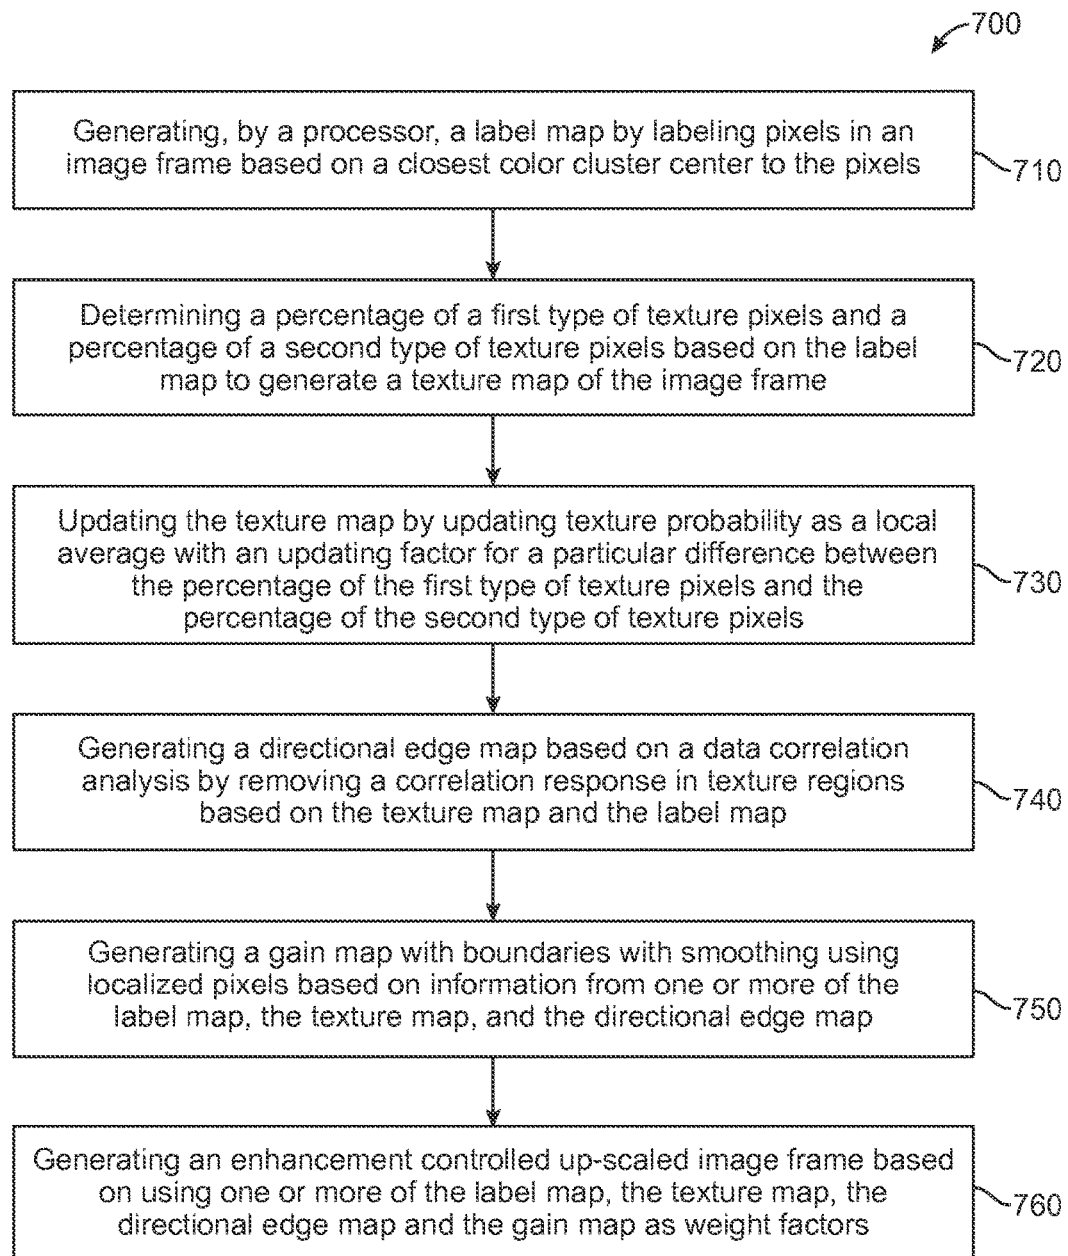 700
Generating, by a processor, a label map by labeling pixels in an
image frame based on a closest color cluster center to the pixels
710
Determining a percentage of a first type of texture pixels and a
percentage of a second type of texture pixels based on the label
map to generate a texture map of the image frame
720
Updating the texture map by updating texture probability as a local
average with an updating factor for a particular difference between
the percentage of the first type of texture pixels and the
percentage of the second type of texture pixels
730
Generating a directional edge map based on a data correlation
analysis by removing a correlation response in texture regions
based on the texture map and the label map
740
Generating a gain map with boundaries with smoothing using
localized pixels based on information from one or more of the
label map, the texture map, and the directional edge map
750
Generating an enhancement controlled up-scaled image frame based
on using one or more of the label map, the texture map, the
directional edge map and the gain map as weight factors
760